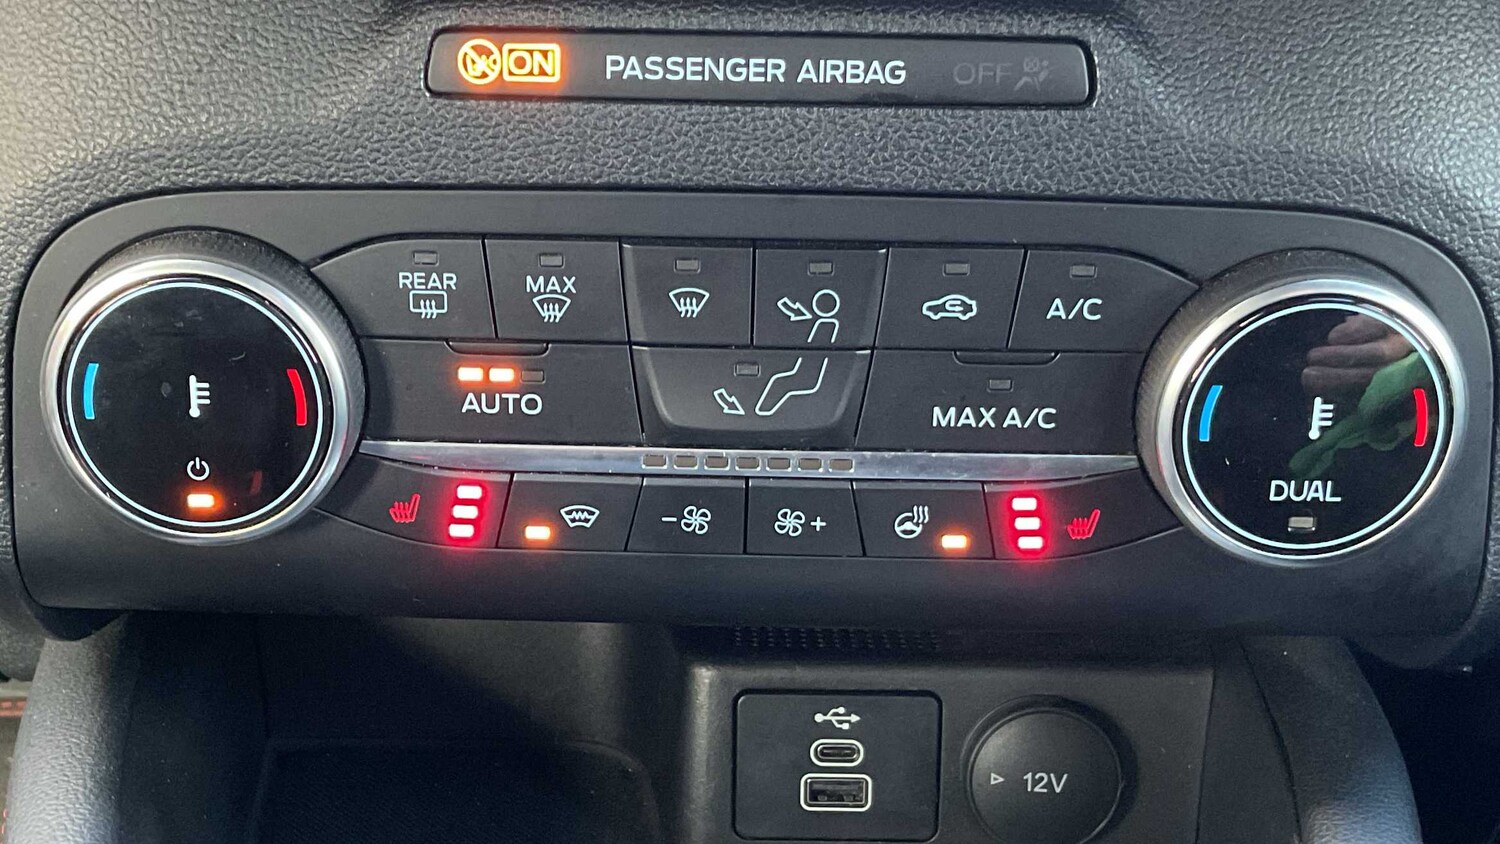 ON PASSENGER AIRBAG OFF
REAR
MAX
A/C
AUTO
MAX A/C
DUAL
- +
12V